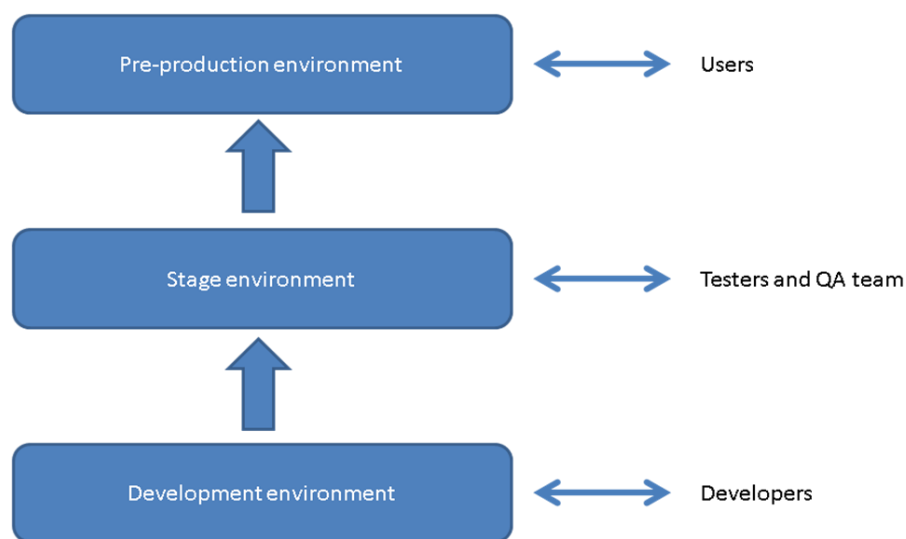 Pre-production environment
Users
Stage environment
Testers and QA team
Development environment
Developers